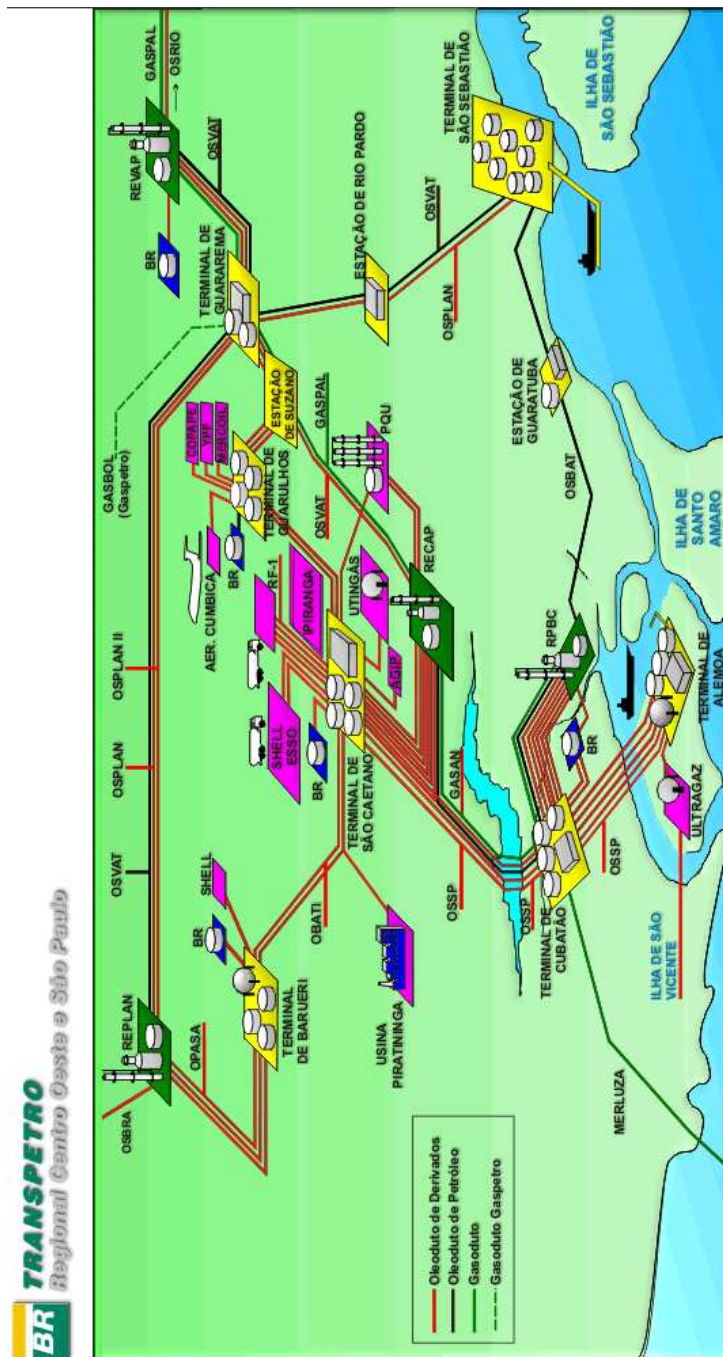 BR
TRANSPETRO
Regional Centro Oeste e São Paulo
OSBRA
REPLAN
OPASA
OSVAT
OSPLAN
OSPLAN II
GASBOL
(Gaspetro)
GASPAL
OSRIO
REVAP
OSVAT
BR
TERMINAL DE
GUARAREMA
COPAPE
YPF
MERCOIL
ESTAÇÃO
DE SUZANO
AER. CUMBICA
BR
TERMINAL DE
GUARULHOS
RF-1
IPIRANGA
SHELL
ESSO
BR
TERMINAL DE
SÃO CAETANO
UTINGÁS
AGIP
PQU
OSVAT
GASPAL
RECAP
ESTAÇÃO DE RIO PARDO
OSPLAN
OSVAT
TERMINAL DE
SÃO SEBASTIÃO
ILHA DE
SÃO SEBASTIÃO
SHELL
BR
TERMINAL
DE BARUERI
OBATI
USINA
PIRATININGA
OSSP
GASAN
OSSP
TERMINAL DE
CUBATÃO
OSSP
BR
RPBC
OSBAT
ESTAÇÃO DE
GUARATUBA
ILHA DE
SANTO
AMARO
TERMINAL DE
ALEMOA
ULTRAGAZ
ILHA DE SÃO
VICENTE
MERLUZA
Oleoduto de Derivados
Oleoduto de Petróleo
Gasoduto
Gasoduto Gaspetro